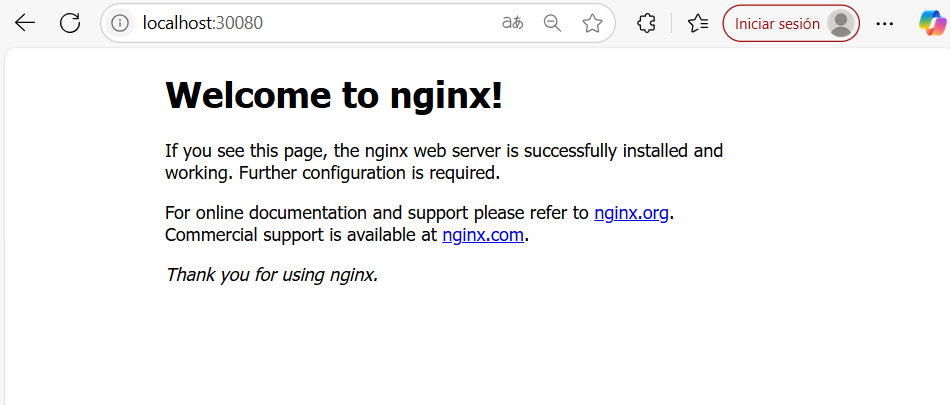 localhost:30080
aあ
Iniciar sesión
Welcome to nginx!
If you see this page, the nginx web server is successfully installed and
working. Further configuration is required.
For online documentation and support please refer to nginx.org.
Commercial support is available at nginx.com.
Thank you for using nginx.